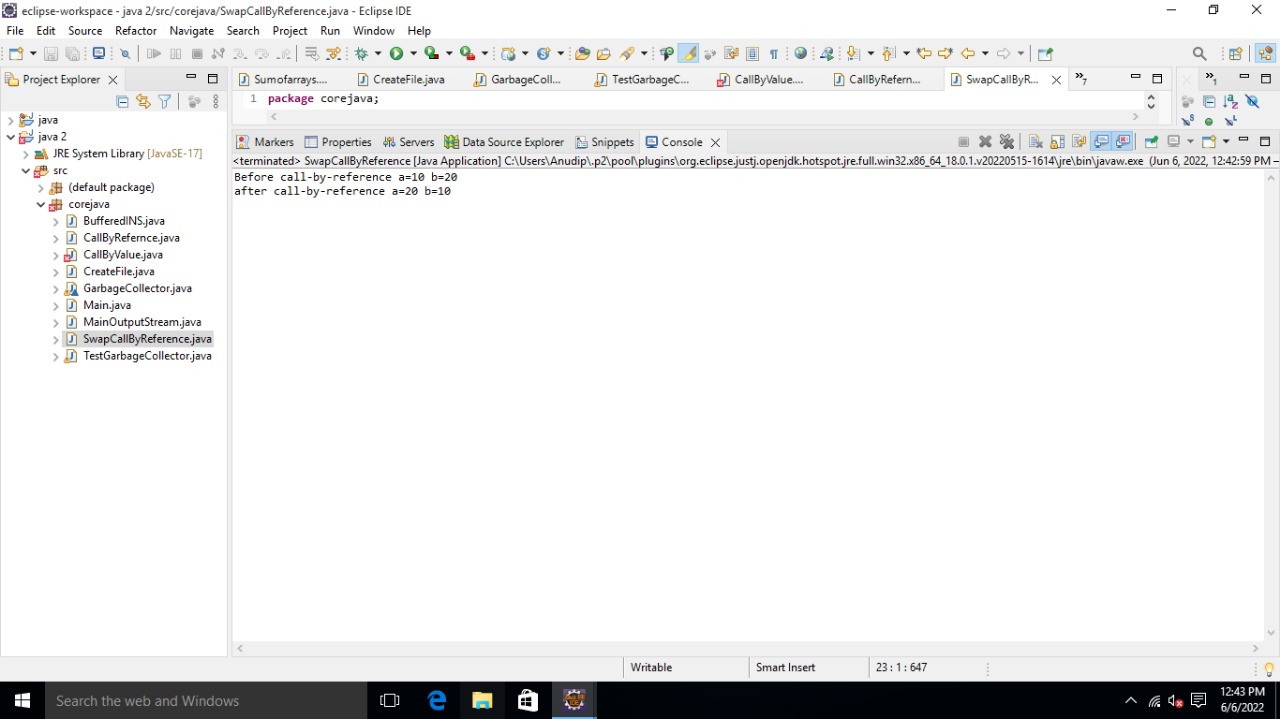 eclipse-workspace - java 2/src/corejava/SwapCallByReference.java - Eclipse IDE
File Edit Source Refactor Navigate Search Project Run Window Help
Project Explorer
Sumofarrays.... CreateFile.java GarbageColl... TestGarbageC... CallByValue.... CallByRefern... SwapCallByR... »7 »1
1 package corejava;
java
java 2
JRE System Library [JavaSE-17]
src
(default package)
corejava
BufferedINS.java
CallByRefernce.java
CallByValue.java
CreateFile.java
GarbageCollector.java
Main.java
MainOutputStream.java
SwapCallByReference.java
TestGarbageCollector.java
Markers Properties Servers Data Source Explorer Snippets Console
<terminated> SwapCallByReference [Java Application] C:\Users\Anudip\.p2\pool\plugins\org.eclipse.justj.openjdk.hotspot.jre.full.win32.x86_64_18.0.1.v20220515-1614\jre\bin\javaw.exe (Jun 6, 2022, 12:42:59 PM –
Before call-by-reference a=10 b=20
after call-by-reference a=20 b=10
Writable Smart Insert 23 : 1 : 647
Search the web and Windows
12:43 PM
6/6/2022